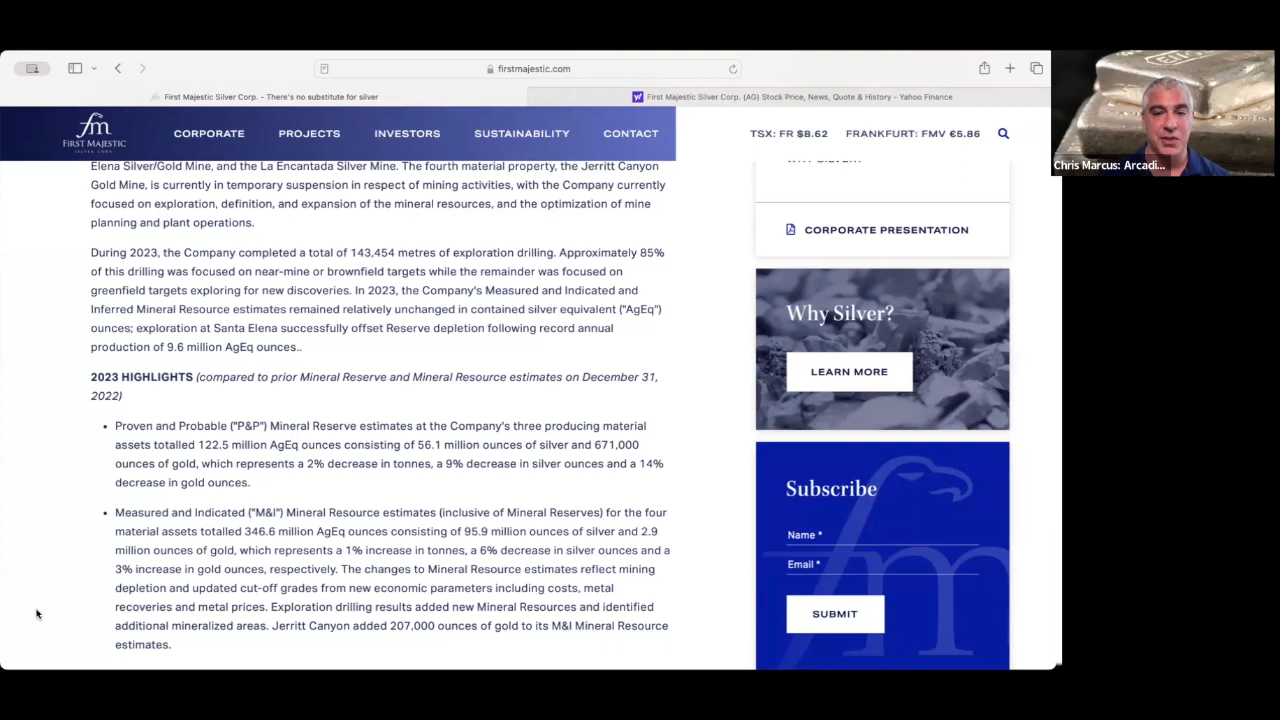 firstmajestic.com
First Majestic Silver Corp. – There's no substitute for silver
First Majestic Silver Corp. (AG) Stock Price, News, Quote & History - Yahoo Finance
fm
FIRST MAJESTIC
SILVER CORP.
CORPORATE
PROJECTS
INVESTORS
SUSTAINABILITY
CONTACT
TSX: FR $8.62
FRANKFURT: FMV €5.86
Elena Silver/Gold Mine, and the La Encantada Silver Mine. The fourth material property, the Jerritt Canyon
Gold Mine, is currently in temporary suspension in respect of mining activities, with the Company currently
focused on exploration, definition, and expansion of the mineral resources, and the optimization of mine
planning and plant operations.
During 2023, the Company completed a total of 143,454 metres of exploration drilling. Approximately 85%
of this drilling was focused on near-mine or brownfield targets while the remainder was focused on
greenfield targets exploring for new discoveries. In 2023, the Company's Measured and Indicated and
Inferred Mineral Resource estimates remained relatively unchanged in contained silver equivalent ("AgEq")
ounces; exploration at Santa Elena successfully offset Reserve depletion following record annual
production of 9.6 million AgEq ounces..
2023 HIGHLIGHTS (compared to prior Mineral Reserve and Mineral Resource estimates on December 31,
2022)
• Proven and Probable ("P&P") Mineral Reserve estimates at the Company's three producing material
assets totalled 122.5 million AgEq ounces consisting of 56.1 million ounces of silver and 671,000
ounces of gold, which represents a 2% decrease in tonnes, a 9% decrease in silver ounces and a 14%
decrease in gold ounces.
• Measured and Indicated ("M&I") Mineral Resource estimates (inclusive of Mineral Reserves) for the four
material assets totalled 346.6 million AgEq ounces consisting of 95.9 million ounces of silver and 2.9
million ounces of gold, which represents a 1% increase in tonnes, a 6% decrease in silver ounces and a
3% increase in gold ounces, respectively. The changes to Mineral Resource estimates reflect mining
depletion and updated cut-off grades from new economic parameters including costs, metal
recoveries and metal prices. Exploration drilling results added new Mineral Resources and identified
additional mineralized areas. Jerritt Canyon added 207,000 ounces of gold to its M&I Mineral Resource
estimates.
WHY SILVER?
CORPORATE PRESENTATION
Why Silver?
LEARN MORE
Subscribe
Name *
Email *
SUBMIT
Chris Marcus: Arcadi...